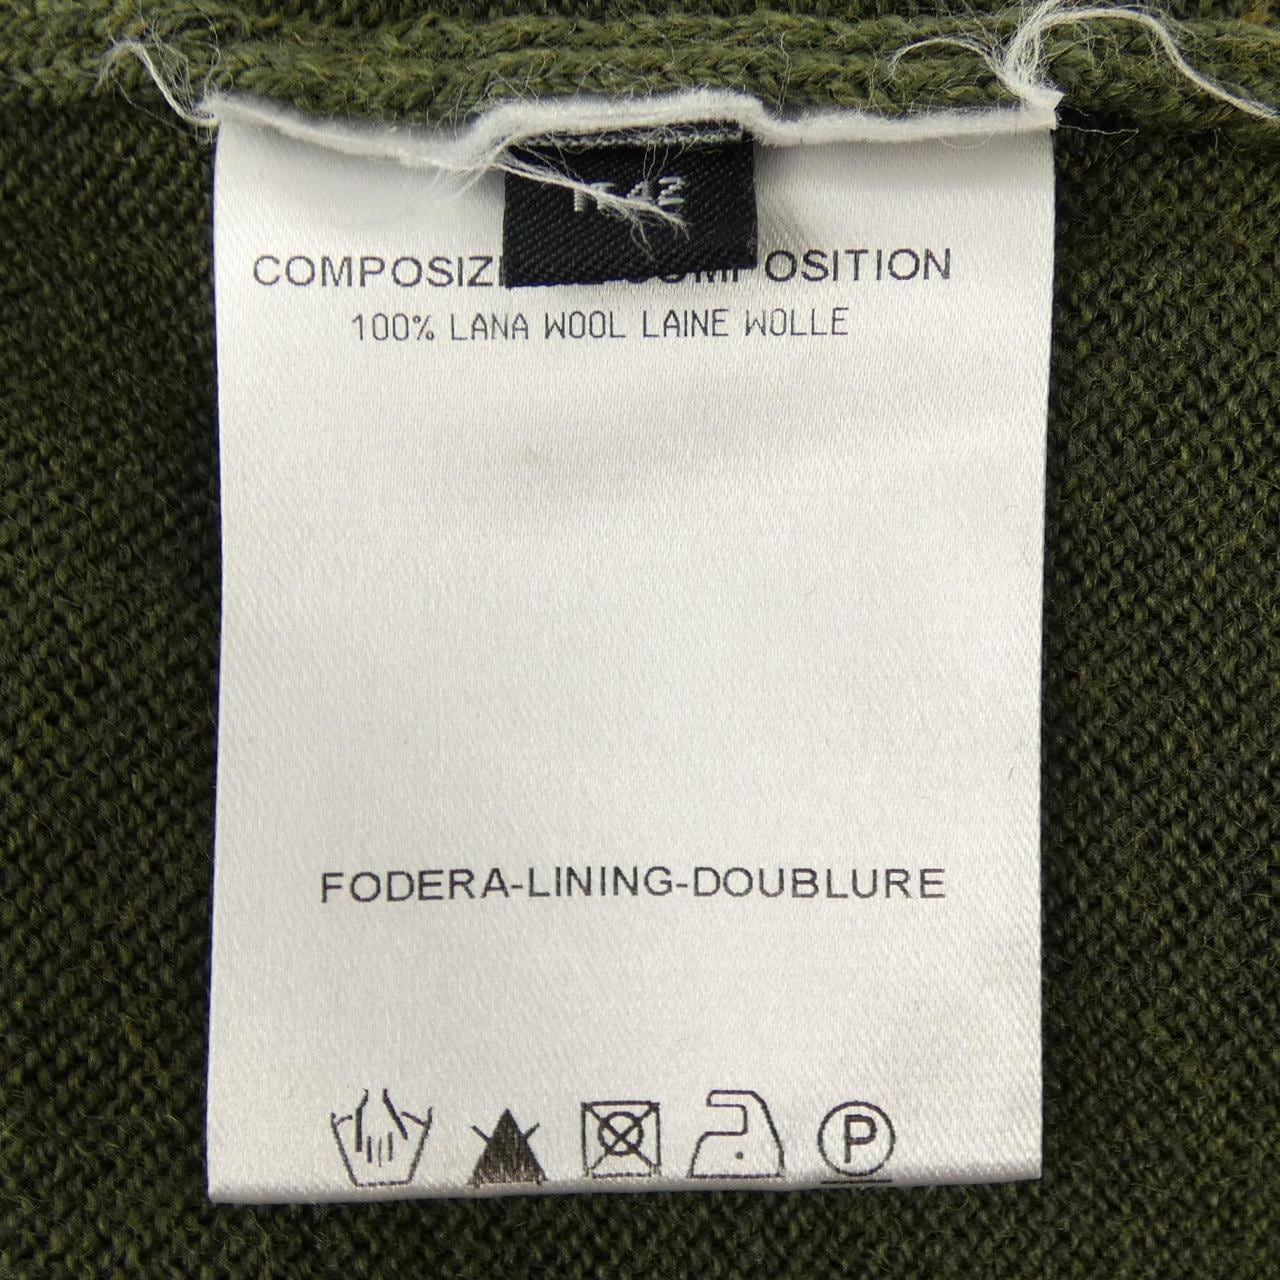 IT 42
COMPOSIZ COMPOSITION
100% LANA WOOL LAINE WOLLE
FODERA-LINING-DOUBLURE
P